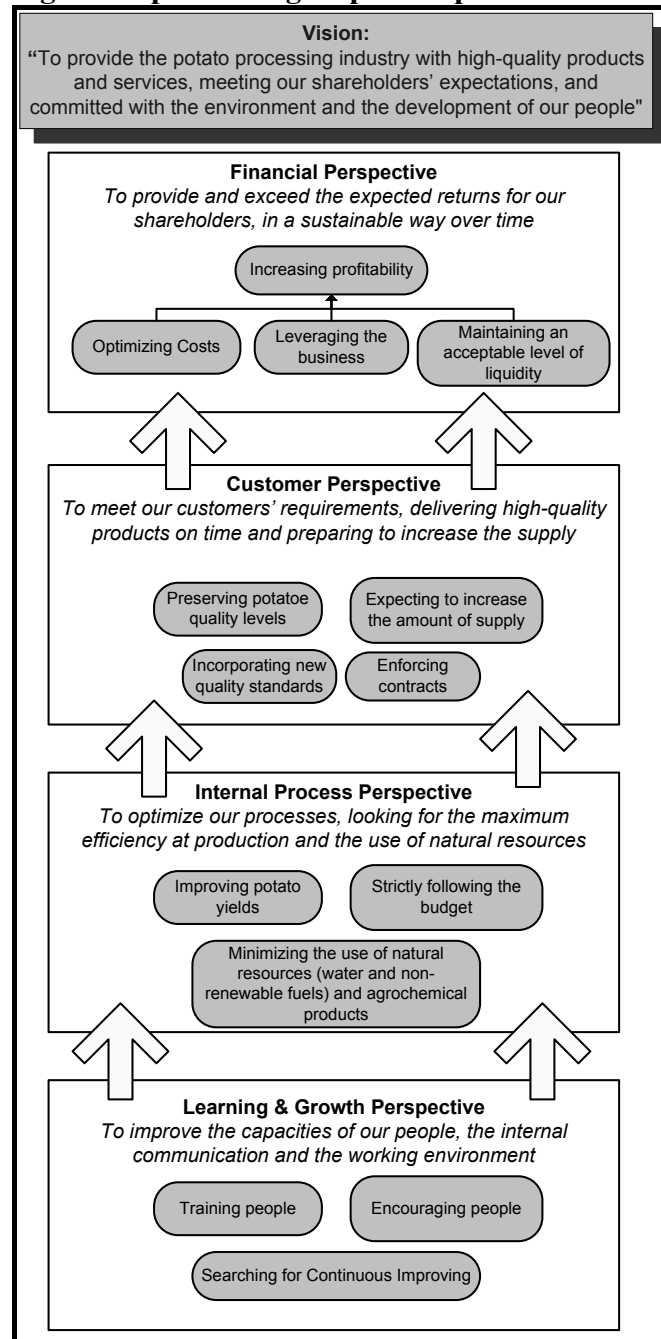 Vision:
“To provide the potato processing industry with high-quality products
and services, meeting our shareholders’ expectations, and
committed with the environment and the development of our people"
Financial Perspective
To provide and exceed the expected returns for our
shareholders, in a sustainable way over time
Increasing profitability
Optimizing Costs
Leveraging the
business
Maintaining an
acceptable level of
liquidity
Customer Perspective
To meet our customers’ requirements, delivering high-quality
products on time and preparing to increase the supply
Preserving potatoe
quality levels
Expecting to increase
the amount of supply
Incorporating new
quality standards
Enforcing
contracts
Internal Process Perspective
To optimize our processes, looking for the maximum
efficiency at production and the use of natural resources
Improving potato
yields
Strictly following the
budget
Minimizing the use of natural
resources (water and non-
renewable fuels) and agrochemical
products
Learning & Growth Perspective
To improve the capacities of our people, the internal
communication and the working environment
Training people
Encouraging people
Searching for Continuous Improving